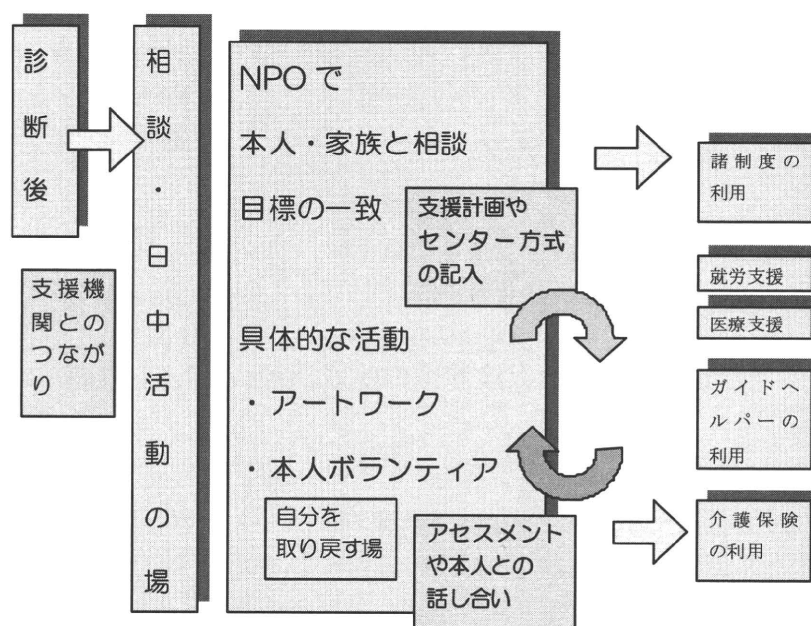 診断後
支援機
関との
つなが
り
相談・日中活動の場
NPOで
本人・家族と相談
目標の一致
支援計画や
センター方式
の記入
具体的な活動
・アートワーク
・本人ボランティア
自分を
取り戻す場
アセスメント
や本人との
話し合い
諸制度の
利用
就労支援
医療支援
ガイドヘ
ルパーの
利用
介護保険
の利用